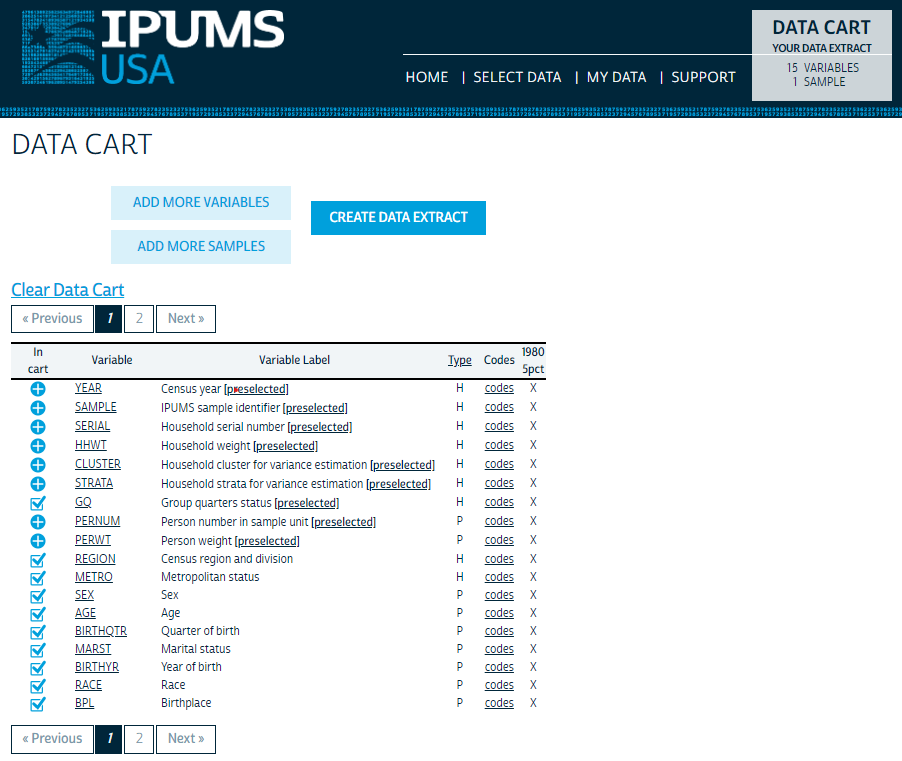 IPUMS
USA
DATA CART
YOUR DATA EXTRACT
15 VARIABLES
1 SAMPLE
HOME | SELECT DATA | MY DATA | SUPPORT
DATA CART
ADD MORE VARIABLES
CREATE DATA EXTRACT
ADD MORE SAMPLES
Clear Data Cart
« Previous 1 2 Next »
In cart Variable Variable Label Type Codes 1980 5pct
YEAR Census year [preselected] H codes X
SAMPLE IPUMS sample identifier [preselected] H codes X
SERIAL Household serial number [preselected] H codes X
HHWT Household weight [preselected] H codes X
CLUSTER Household cluster for variance estimation [preselected] H codes X
STRATA Household strata for variance estimation [preselected] H codes X
GQ Group quarters status [preselected] H codes X
PERNUM Person number in sample unit [preselected] P codes X
PERWT Person weight [preselected] P codes X
REGION Census region and division H codes X
METRO Metropolitan status H codes X
SEX Sex P codes X
AGE Age P codes X
BIRTHQTR Quarter of birth P codes X
MARST Marital status P codes X
BIRTHYR Year of birth P codes X
RACE Race P codes X
BPL Birthplace P codes X
« Previous 1 2 Next »